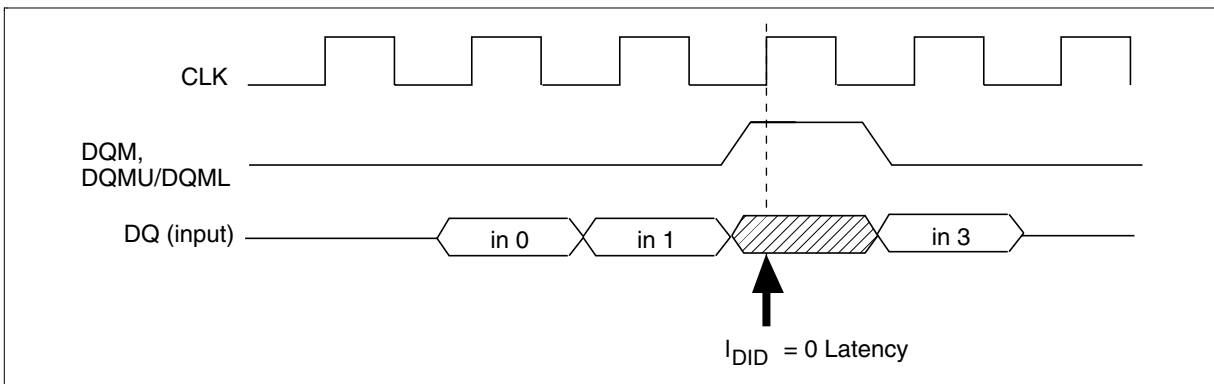 CLK
DQM,
DQMU/DQML
DQ (input)
in 0
in 1
in 3
IDID = 0 Latency